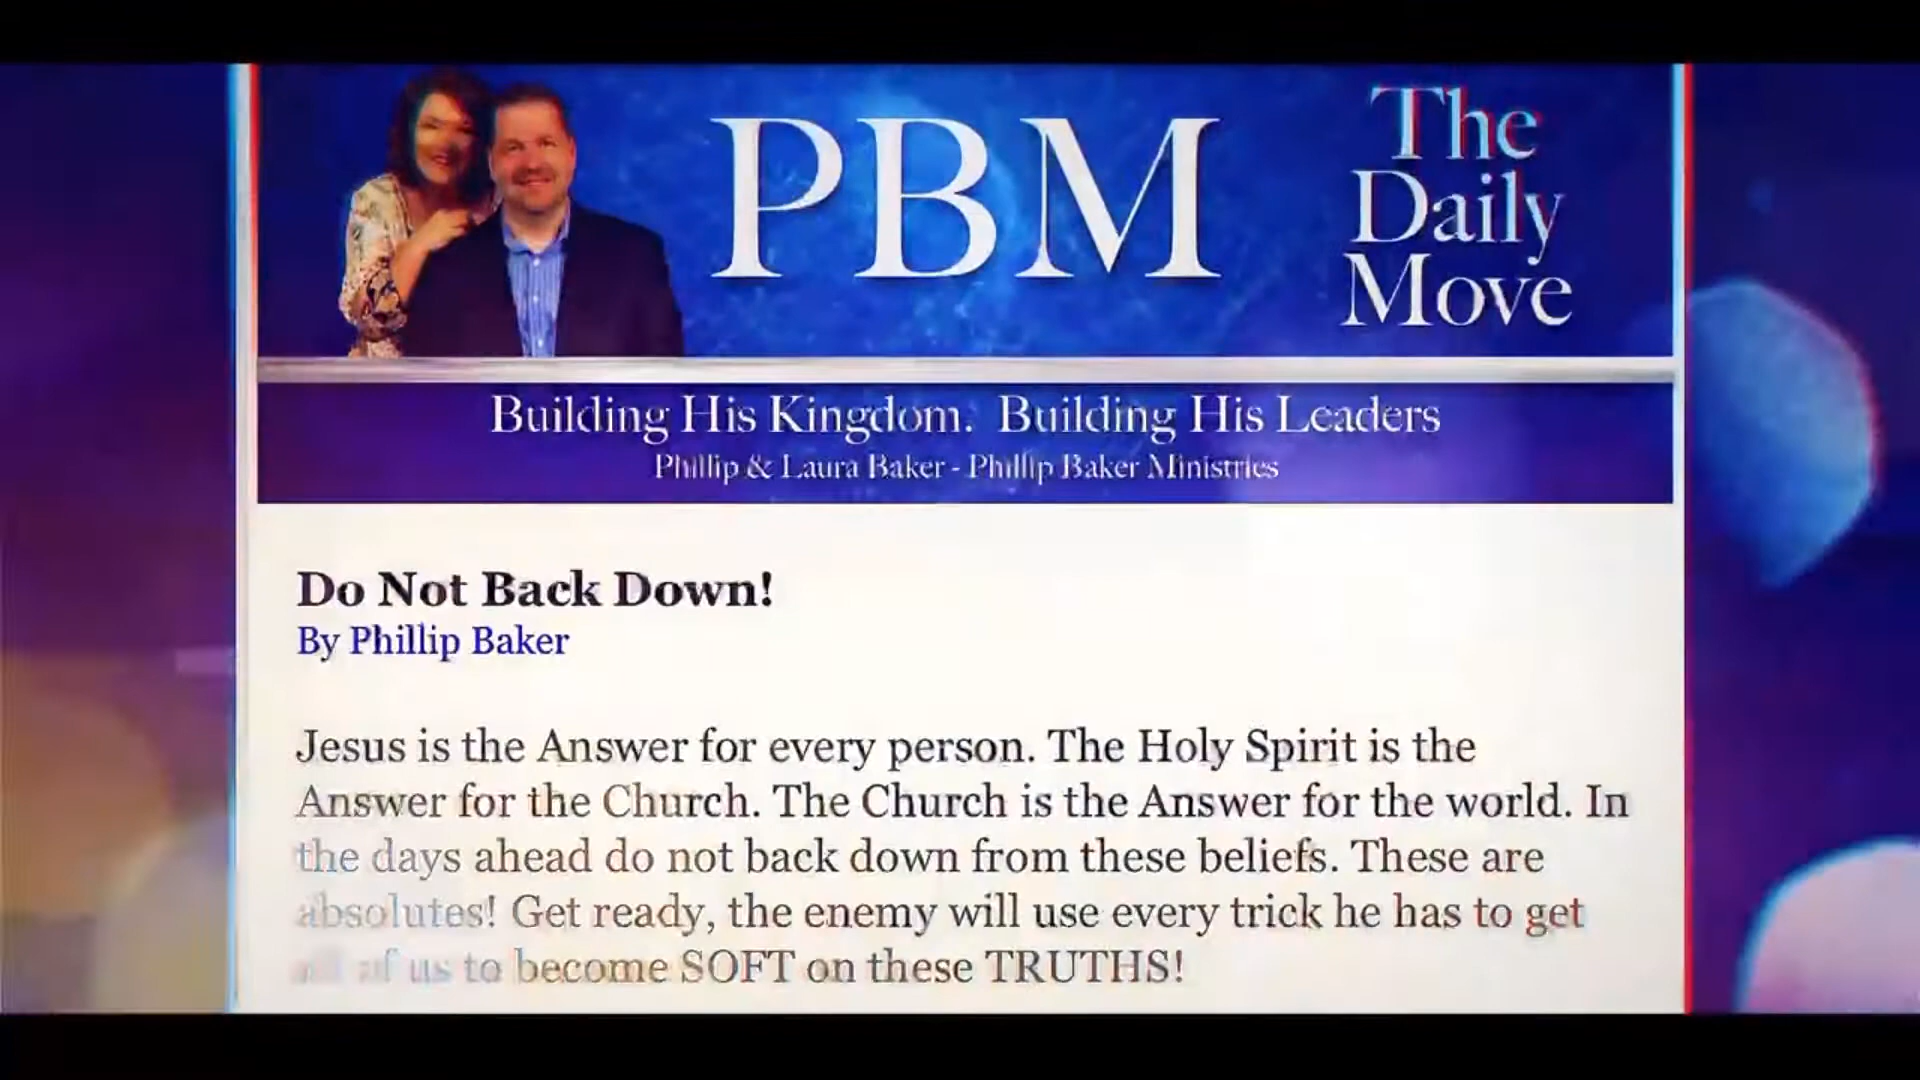 PBM
The
Daily
Move
Building His Kingdom. Building His Leaders
Phillip & Laura Baker - Phillip Baker Ministries
Do Not Back Down!
By Phillip Baker
Jesus is the Answer for every person. The Holy Spirit is the
Answer for the Church. The Church is the Answer for the world. In
the days ahead do not back down from these beliefs. These are
absolutes! Get ready, the enemy will use every trick he has to get
all of us to become SOFT on these TRUTHS!